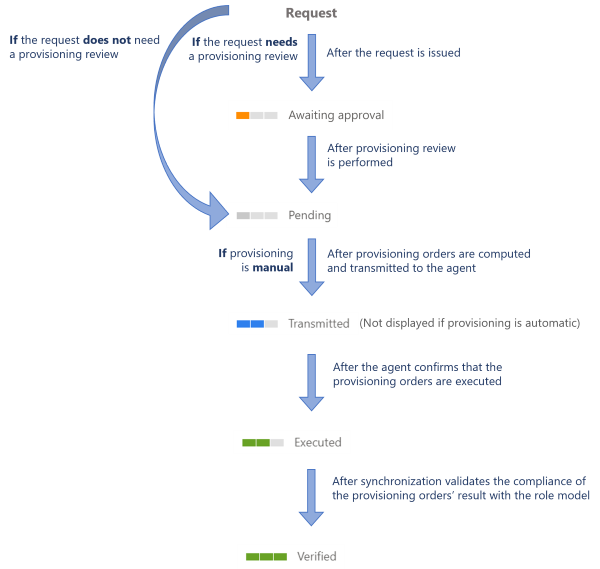 Request
If the request does not need
a provisioning review
If the request needs
a provisioning review
After the request is issued
Awaiting approval
After provisioning review
is performed
Pending
If provisioning
is manual
After provisioning orders are computed
and transmitted to the agent
Transmitted (Not displayed if provisioning is automatic)
After the agent confirms that the
provisioning orders are executed
Executed
After synchronization validates the compliance of
the provisioning orders' result with the role model
Verified